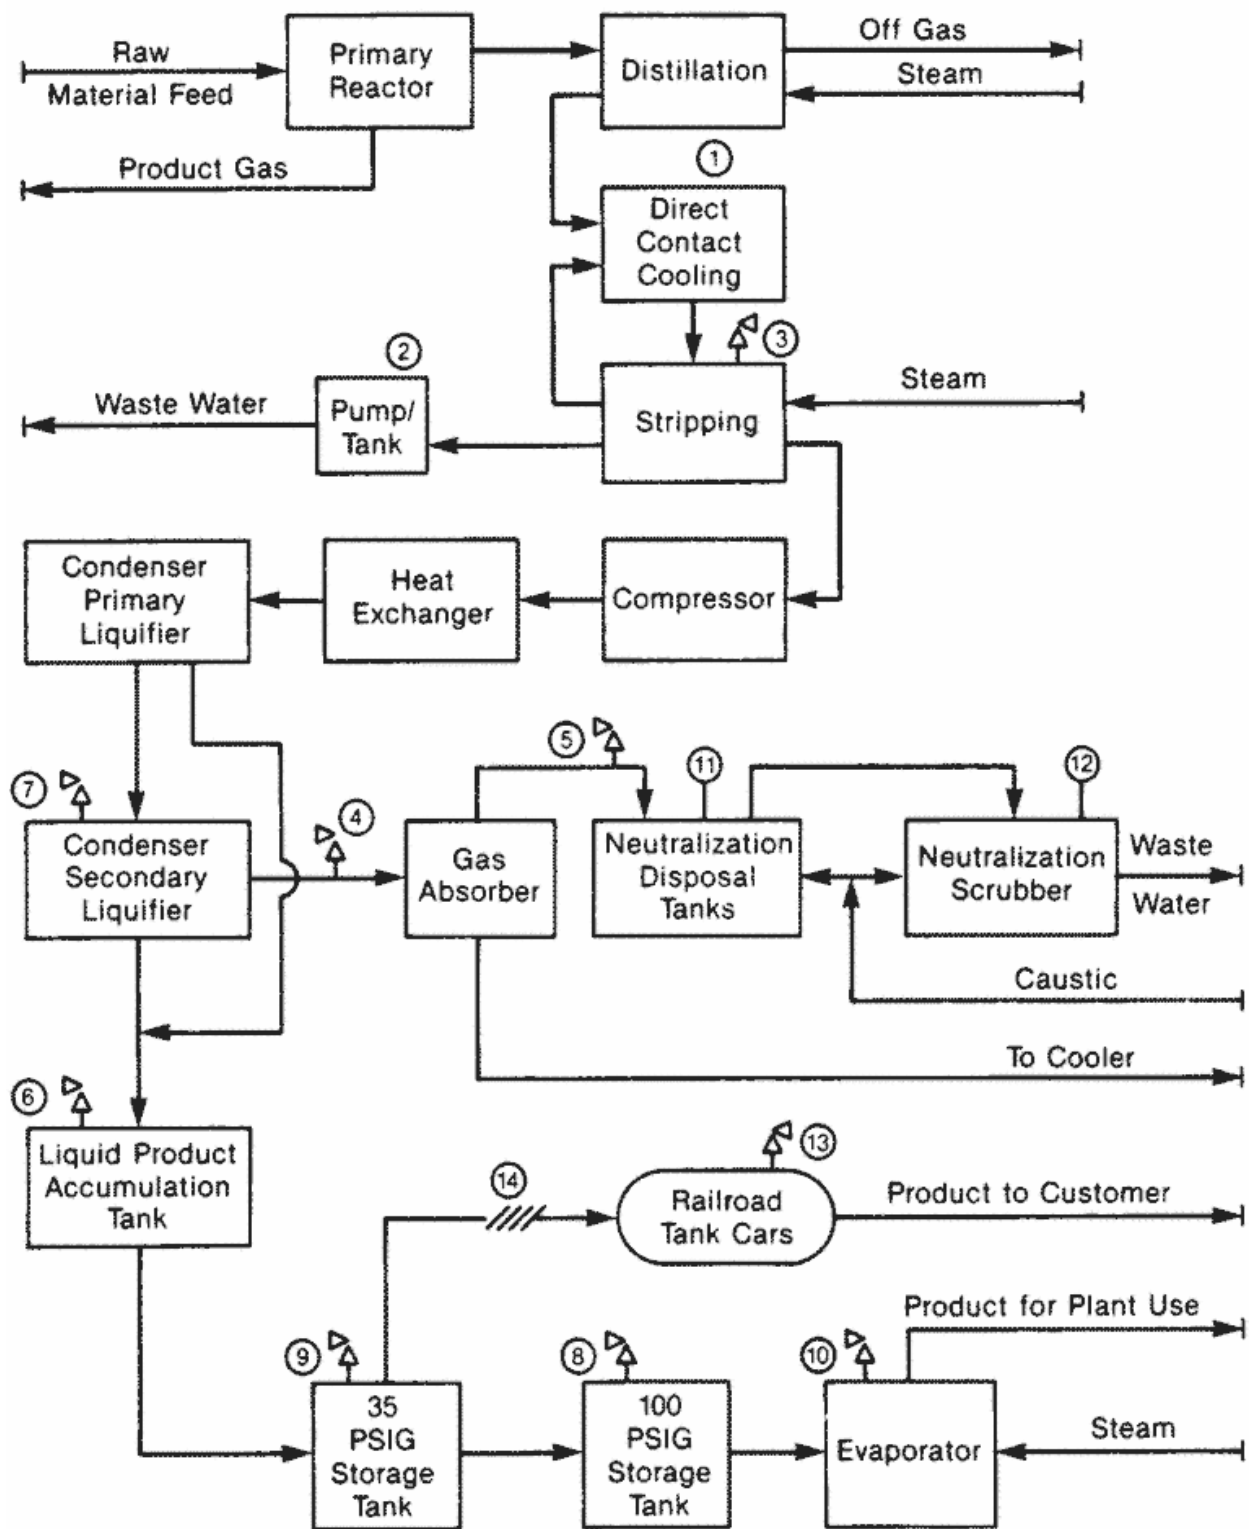 Raw
Material Feed
Primary
Reactor
Distillation
Off Gas
Steam
Product Gas
1
Direct
Contact
Cooling
3
2
Steam
Waste Water
Pump/
Tank
Stripping
Condenser
Primary
Liquifier
Heat
Exchanger
Compressor
5
11
12
7
4
Condenser
Secondary
Liquifier
Gas
Absorber
Neutralization
Disposal
Tanks
Neutralization
Scrubber
Waste
Water
Caustic
To Cooler
6
13
Liquid Product
Accumulation
Tank
14
Railroad
Tank Cars
Product to Customer
Product for Plant Use
9
8
10
35
PSIG
Storage
Tank
100
PSIG
Storage
Tank
Evaporator
Steam